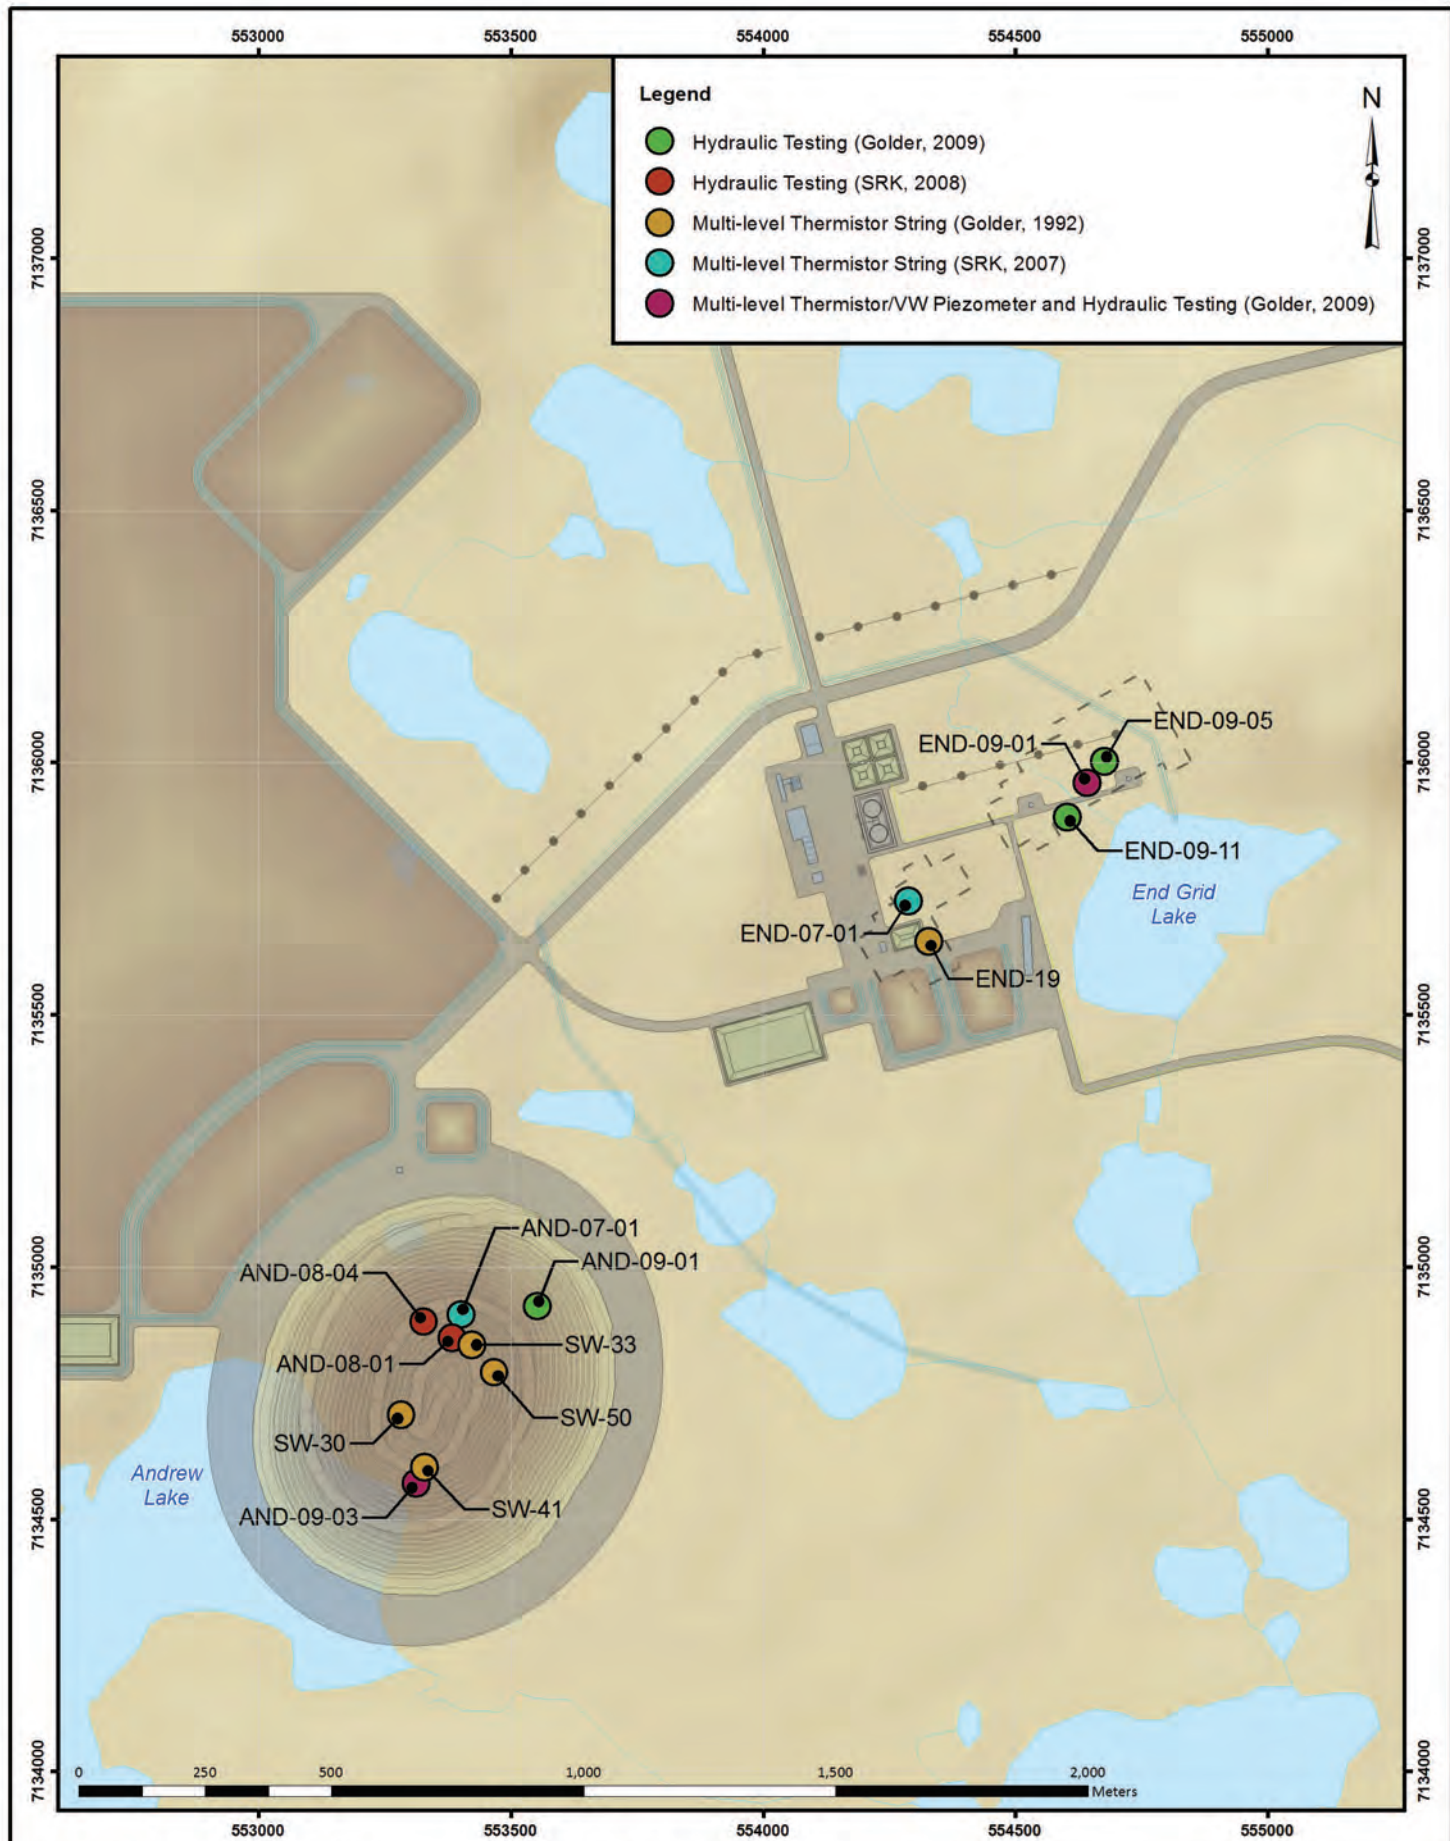 553000 553500 554000 554500 555000
Legend
N
Hydraulic Testing (Golder, 2009)
Hydraulic Testing (SRK, 2008)
Multi-level Thermistor String (Golder, 1992)
Multi-level Thermistor String (SRK, 2007)
Multi-level Thermistor/VW Piezometer and Hydraulic Testing (Golder, 2009)
7137000 7137000
7136500 7136500
END-09-05
END-09-01
7136000 7136000
END-09-11
End Grid
Lake
END-07-01
END-19
7135500 7135500
AND-07-01
AND-09-01
7135000 7135000
AND-08-04
SW-33
AND-08-01
SW-50
SW-30
Andrew
Lake
SW-41
AND-09-03
7134500 7134500
7134000 7134000
0 250 500 1,000 1,500 2,000
Meters
553000 553500 554000 554500 555000